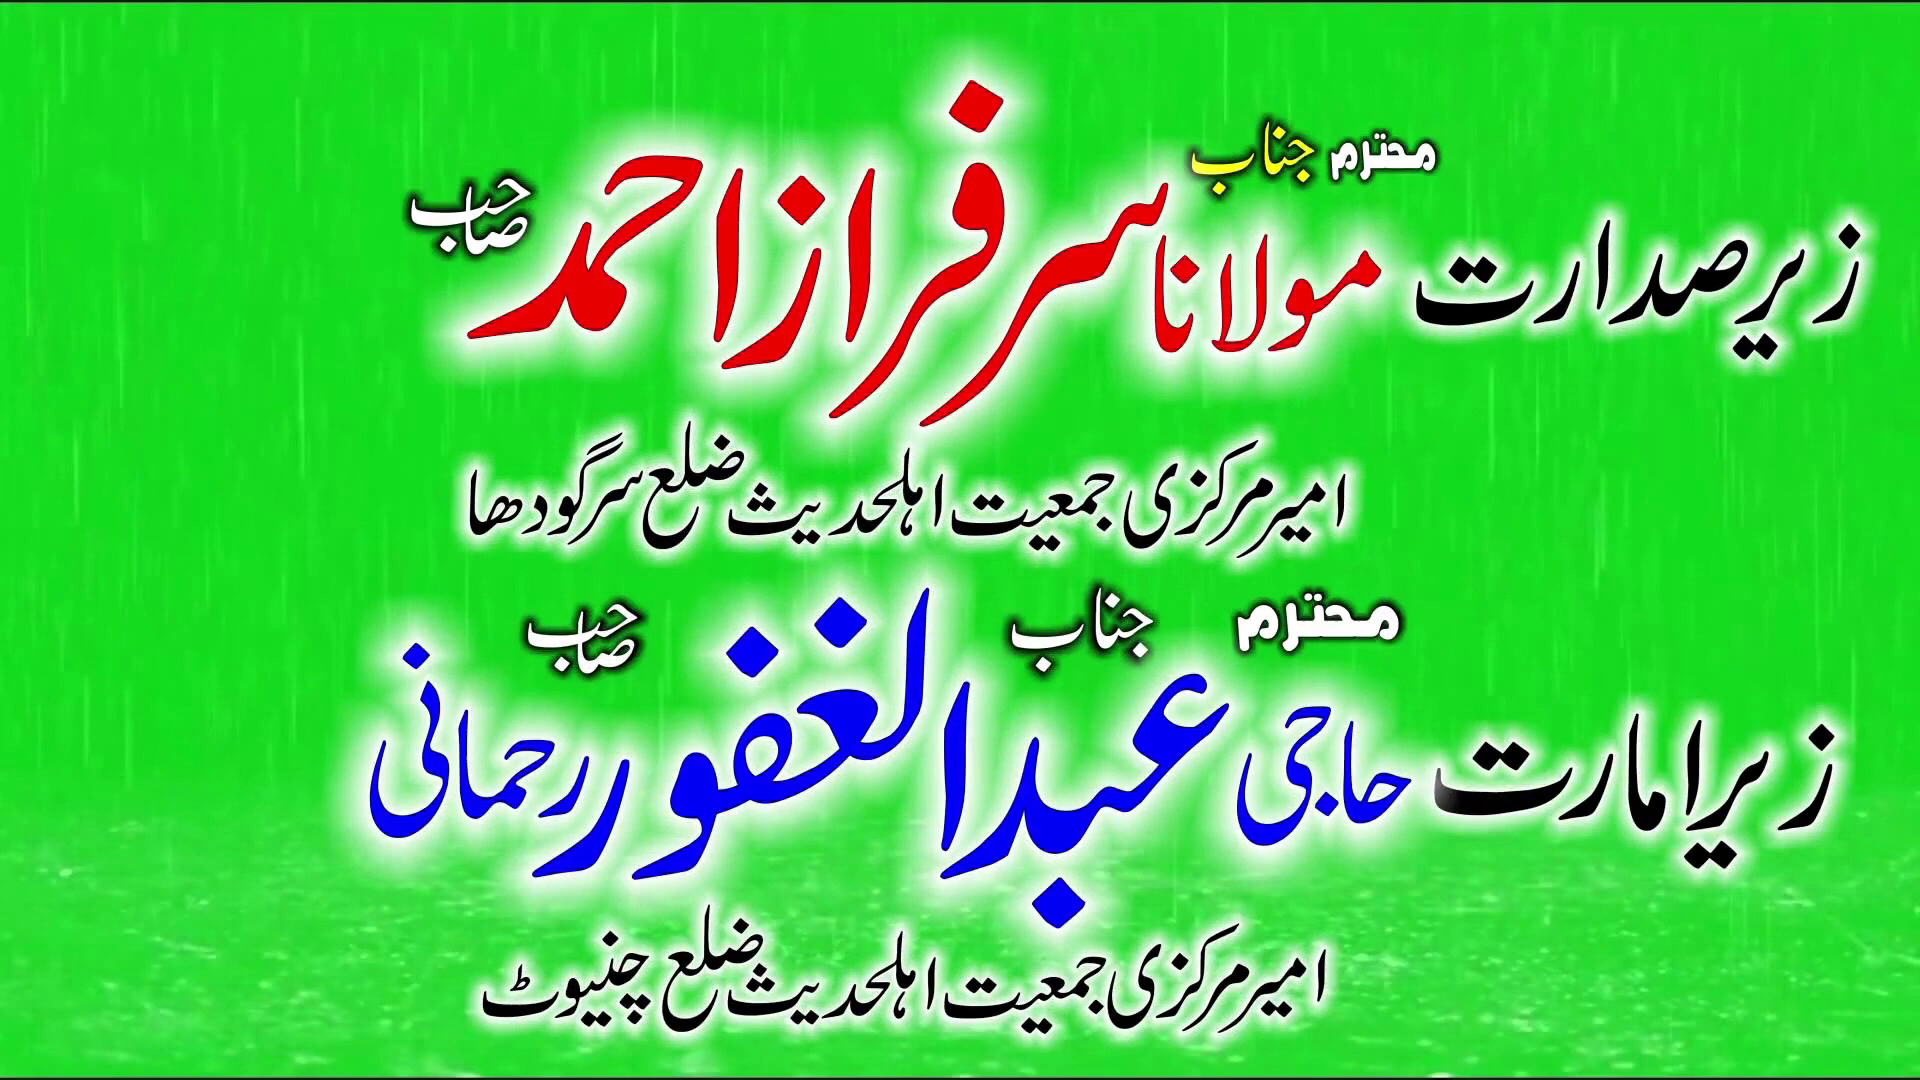 محترم جناب
زیر صدارت مولانا سرفراز احمد صاحب
امیر مرکزی جمعیت اہلحدیث ضلع سرگودھا
محترم جناب
زیر امارت حاجی عبدالغفور رحمانی صاحب
امیر مرکزی جمعیت اہلحدیث ضلع چنیوٹ